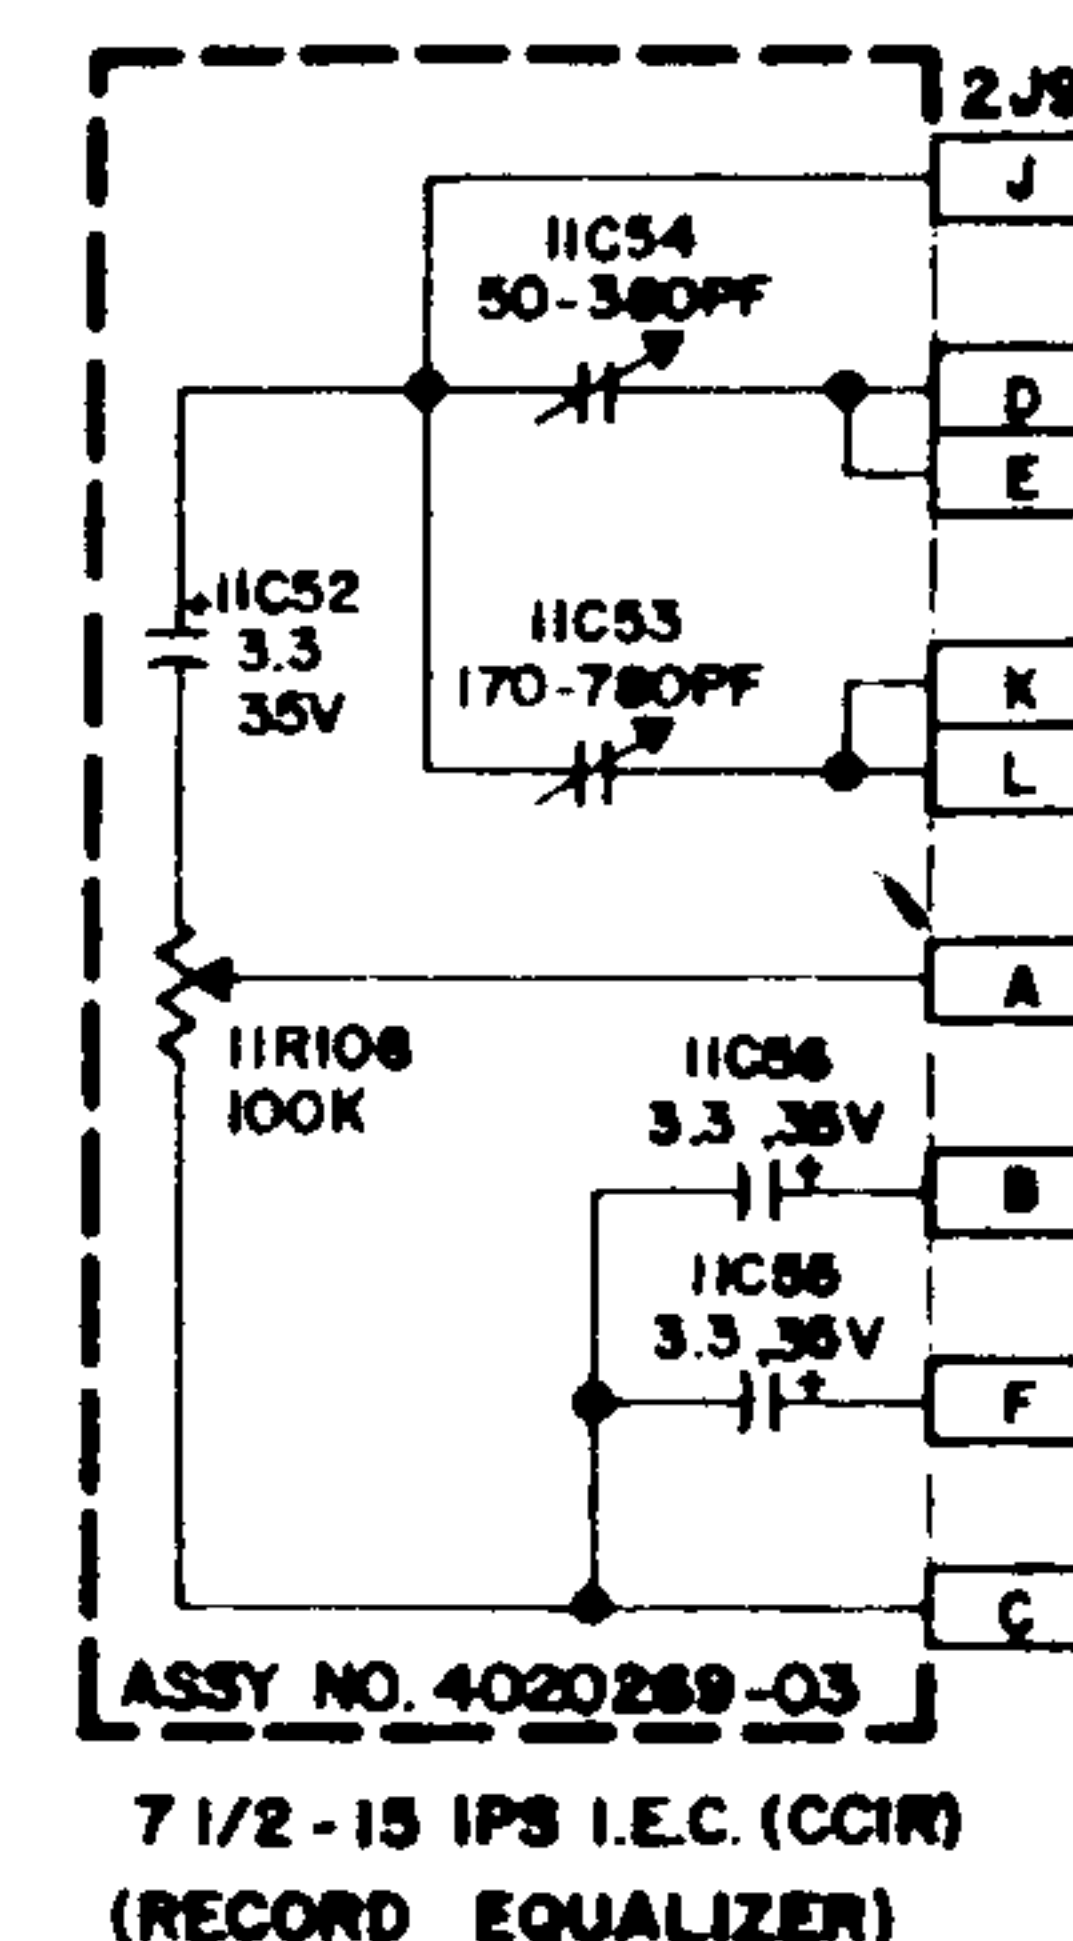 2J9
J
11C54
50-380PF
D
E
11C52
3.3
35V
11C53
170-780PF
K
L
A
11R108
100K
11C56
3.3 ,35V
B
11C55
3.3 ,35V
F
C
ASSY NO. 4020269-03
7 1/2 - 15 IPS I.E.C. (CCIR)
(RECORD EQUALIZER)